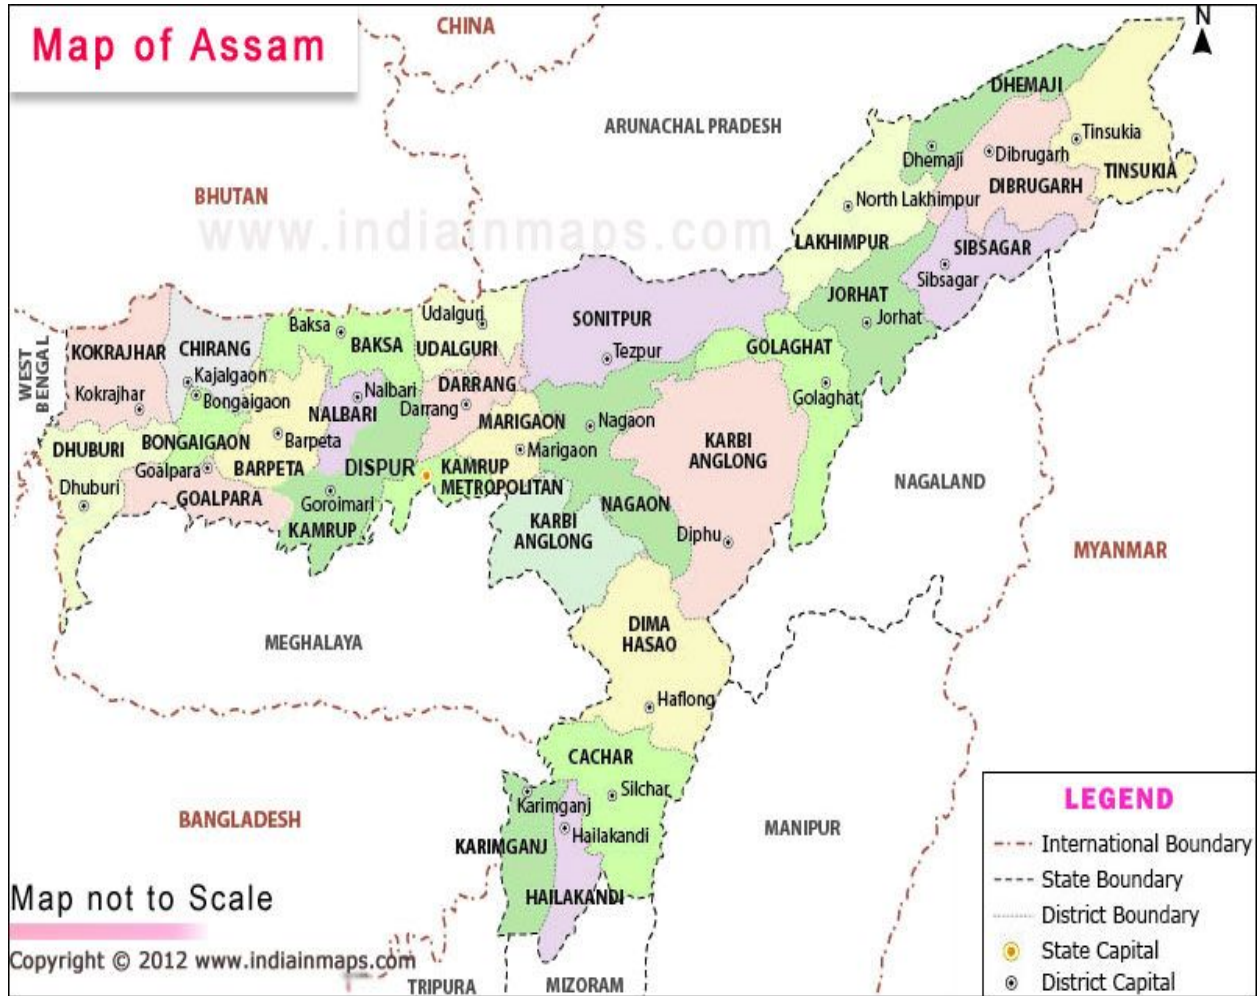 Map of Assam
CHINA
N
ARUNACHAL PRADESH
BHUTAN
www.indiainmaps.com
DHEMAJI
Dhemaji
Tinsukia
TINSUKIA
Dibrugarh
DIBRUGARH
North Lakhimpur
LAKHIMPUR
SIBSAGAR
Sibsagar
JORHAT
Jorhat
WEST
BENGAL
KOKRAJHAR
Kokrajhar
CHIRANG
Kajalgaon
Bongaigaon
BONGAIGAON
Baksa
BAKSA
Udalguri
UDALGURI
SONITPUR
Tezpur
GOLAGHAT
Golaghat
DHUBURI
Dhuburi
Goalpara
GOALPARA
Barpeta
BARPETA
Nalbari
NALBARI
DARRANG
Darrang
MARIGAON
Marigaon
Nagaon
NAGAON
KARBI
ANGLONG
Diphu
DISPUR
KAMRUP
METROPOLITAN
Goroimari
KAMRUP
KARBI
ANGLONG
NAGALAND
MYANMAR
MEGHALAYA
DIMA
HASAO
Haflong
CACHAR
Silchar
Karimganj
KARIMGANJ
Hailakandi
HAILAKANDI
BANGLADESH
MANIPUR
TRIPURA
MIZORAM
Map not to Scale
Copyright © 2012 www.indiainmaps.com
LEGEND
International Boundary
State Boundary
District Boundary
State Capital
District Capital